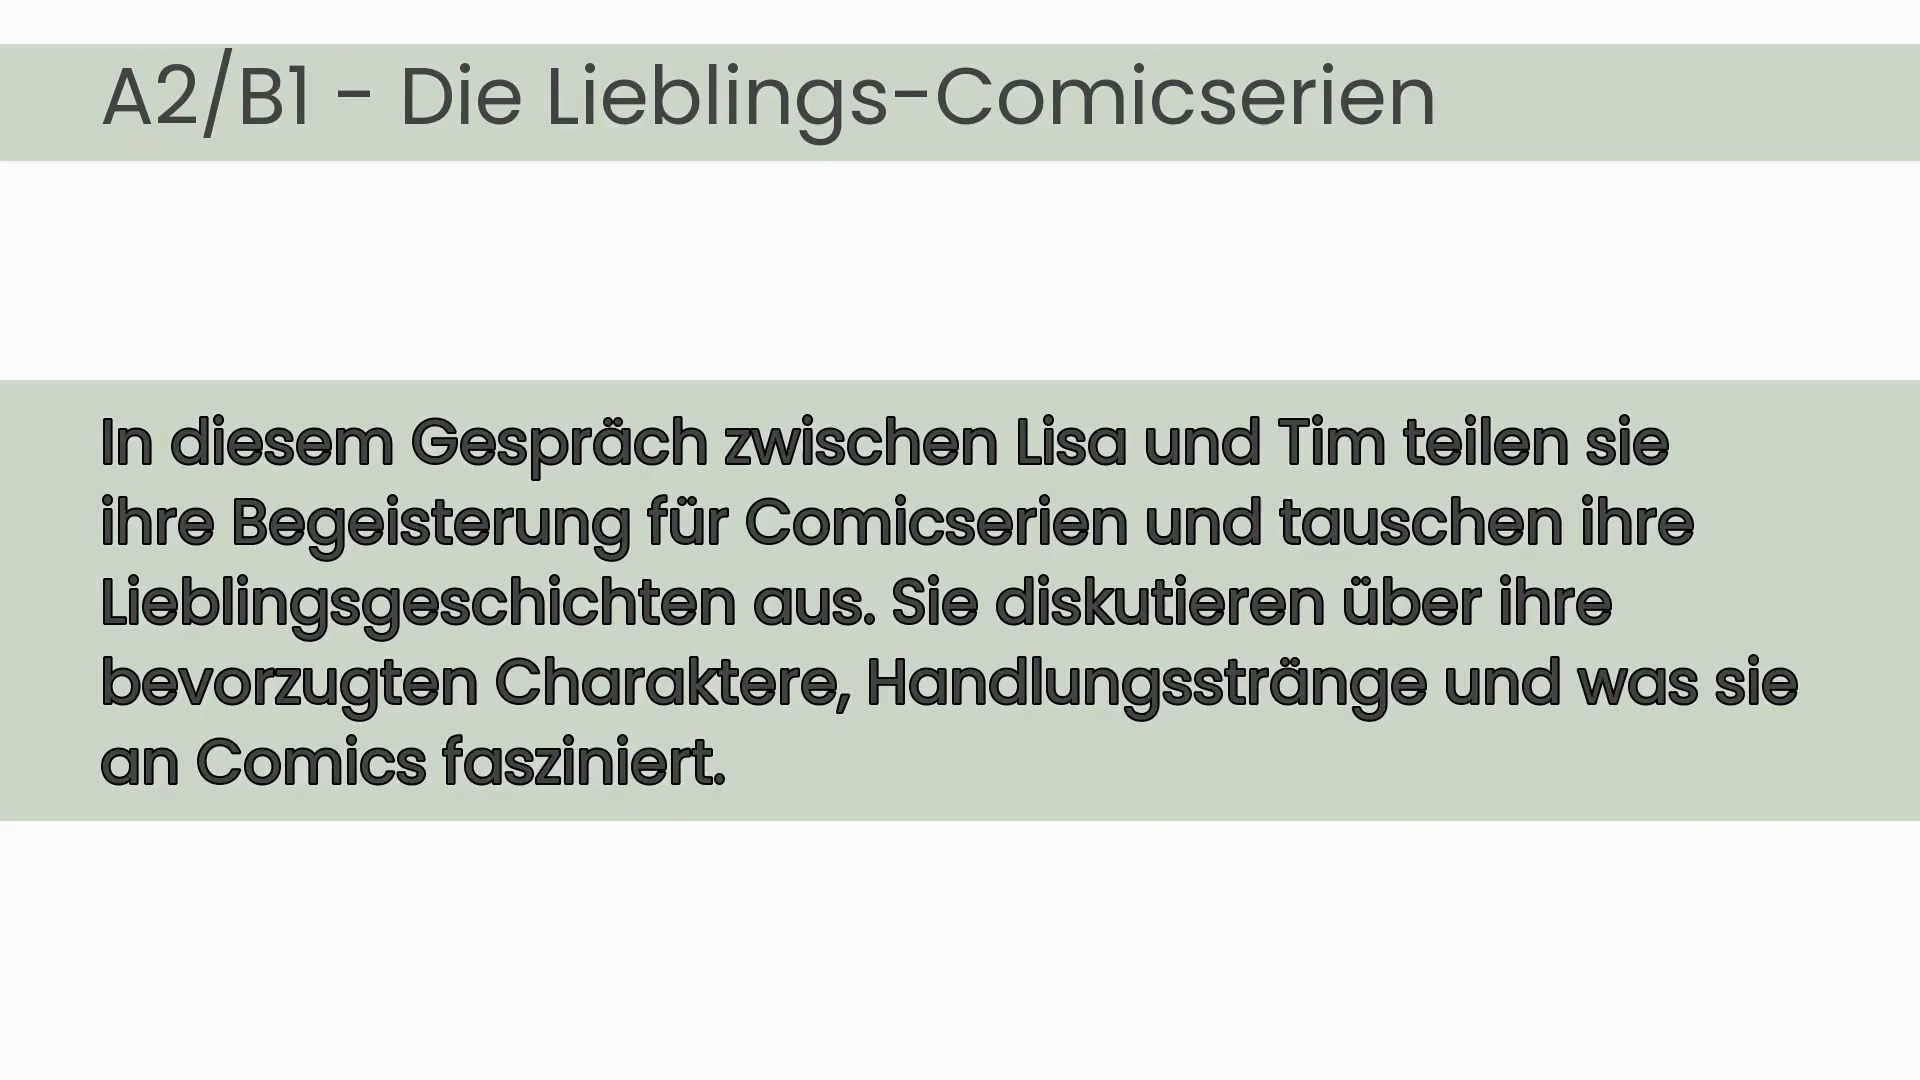 A2/B1 - Die Lieblings-Comicserien
In diesem Gespräch zwischen Lisa und Tim teilen sie
ihre Begeisterung für Comicserien und tauschen ihre
Lieblingsgeschichten aus. Sie diskutieren über ihre
bevorzugten Charaktere, Handlungsstränge und was sie
an Comics fasziniert.